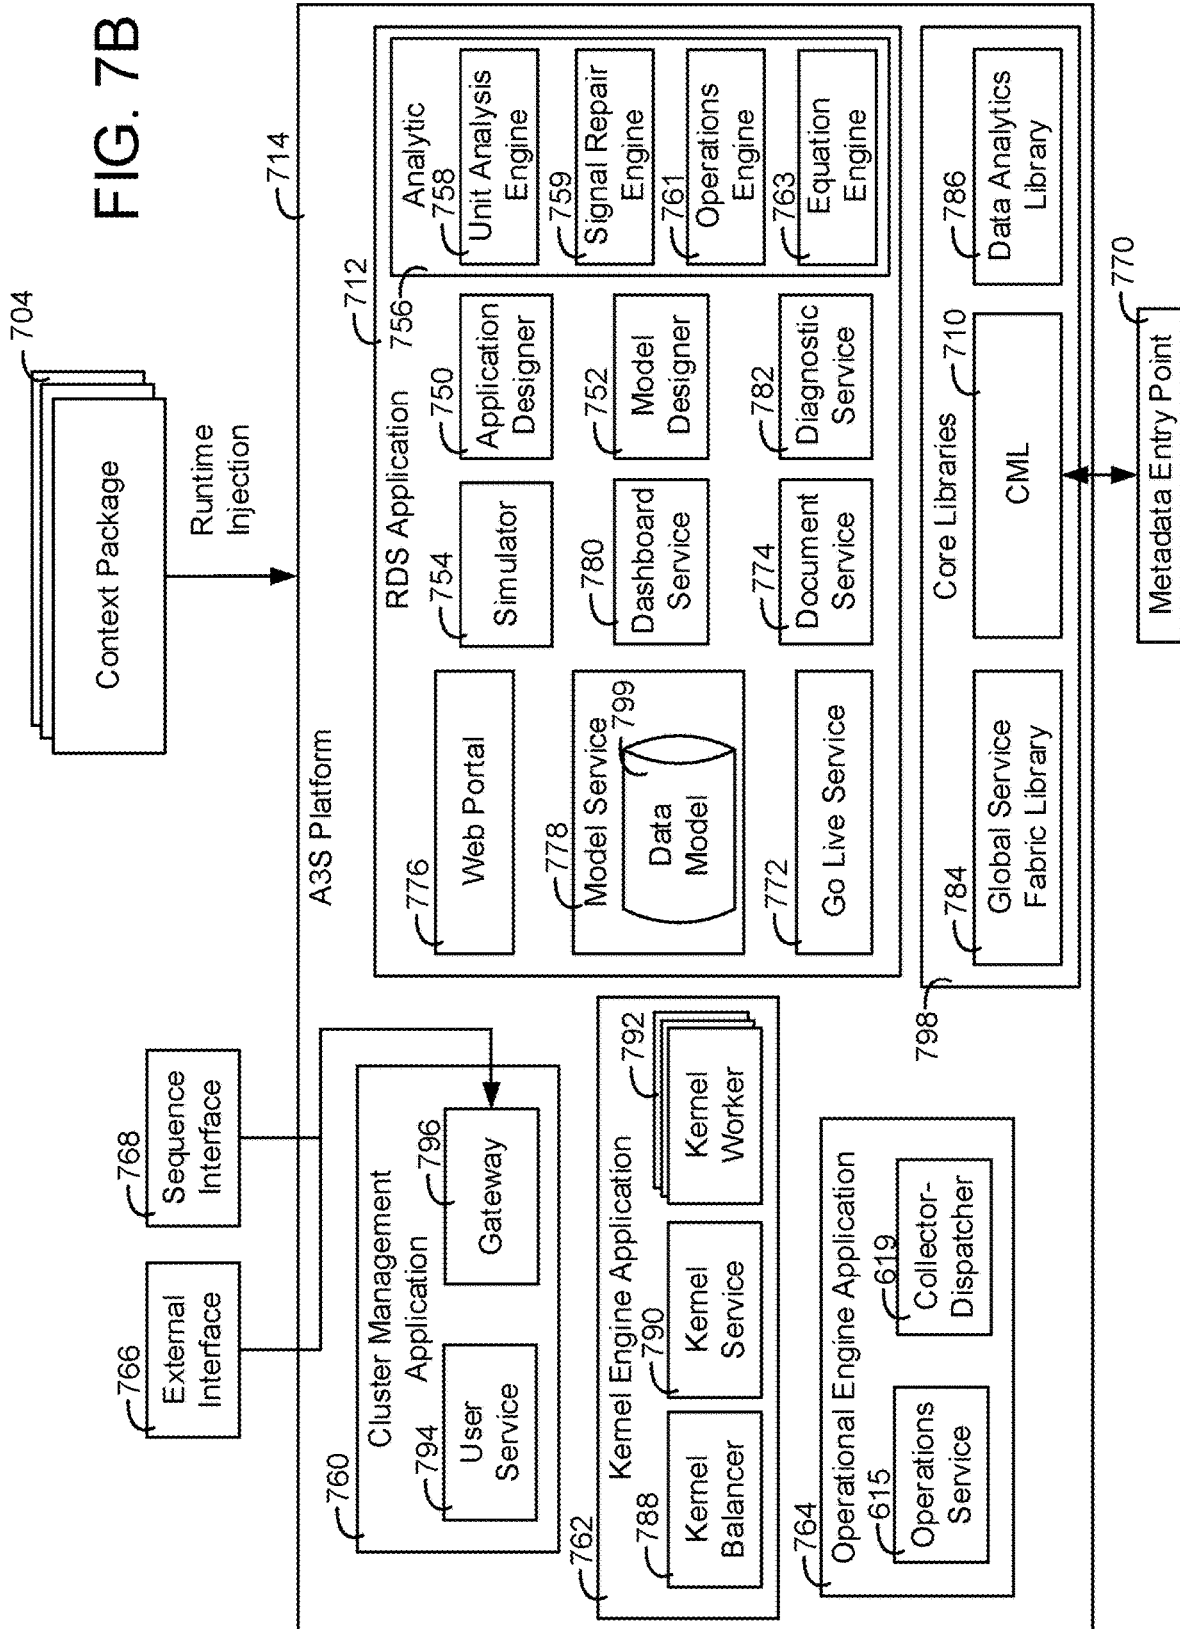 FIG. 7B
704
Context Package
Runtime
Injection
714
766
External
Interface
768
Sequence
Interface
A3S Platform
760
Cluster Management
Application
794
User
Service
796
Gateway
762
Kernel Engine Application
788
Kernel
Balancer
790
Kernel
Service
792
Kernel
Worker
764
Operational Engine Application
615
Operations
Service
619
Collector-
Dispatcher
712
RDS Application
776
Web Portal
754
Simulator
750
Application
Designer
778
Model Service
799
Data
Model
780
Dashboard
Service
752
Model
Designer
772
Go Live Service
774
Document
Service
782
Diagnostic
Service
756
Analytic
758
Unit Analysis
Engine
759
Signal Repair
Engine
761
Operations
Engine
763
Equation
Engine
798
Core Libraries
784
Global Service
Fabric Library
710
CML
786
Data Analytics
Library
770
Metadata Entry Point